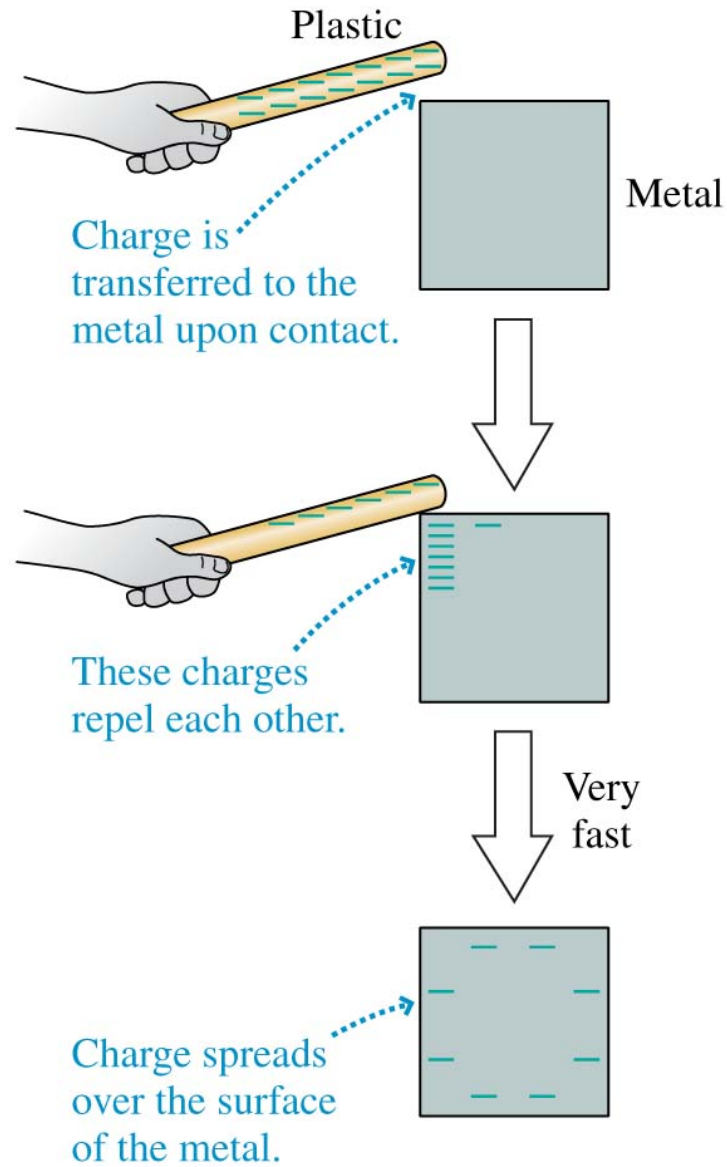 Plastic
Metal
Charge is
transferred to the
metal upon contact.
These charges
repel each other.
Very
fast
Charge spreads
over the surface
of the metal.